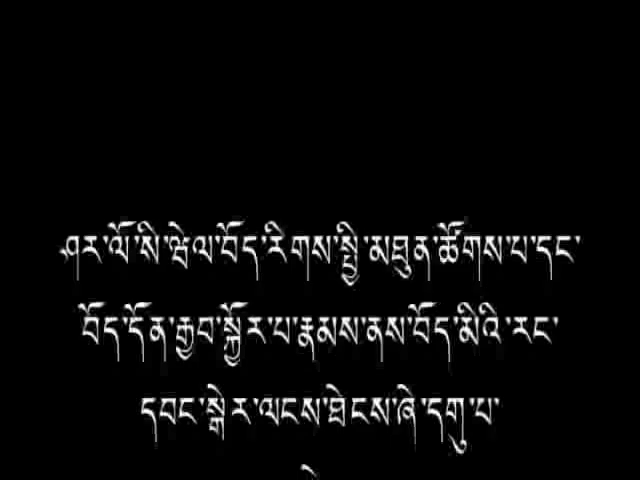 ཤར་ལོ་སི་ཝེལ་བོད་རིགས་སྤྱི་མཐུན་ཚོགས་པ་དང་
བོད་དོན་རྒྱབ་སྐྱོར་པ་རྣམས་ནས་བོད་མིའི་རང་
དབང་སྒེར་ལངས་ཐེངས་ཞེ་དགུ་པ་